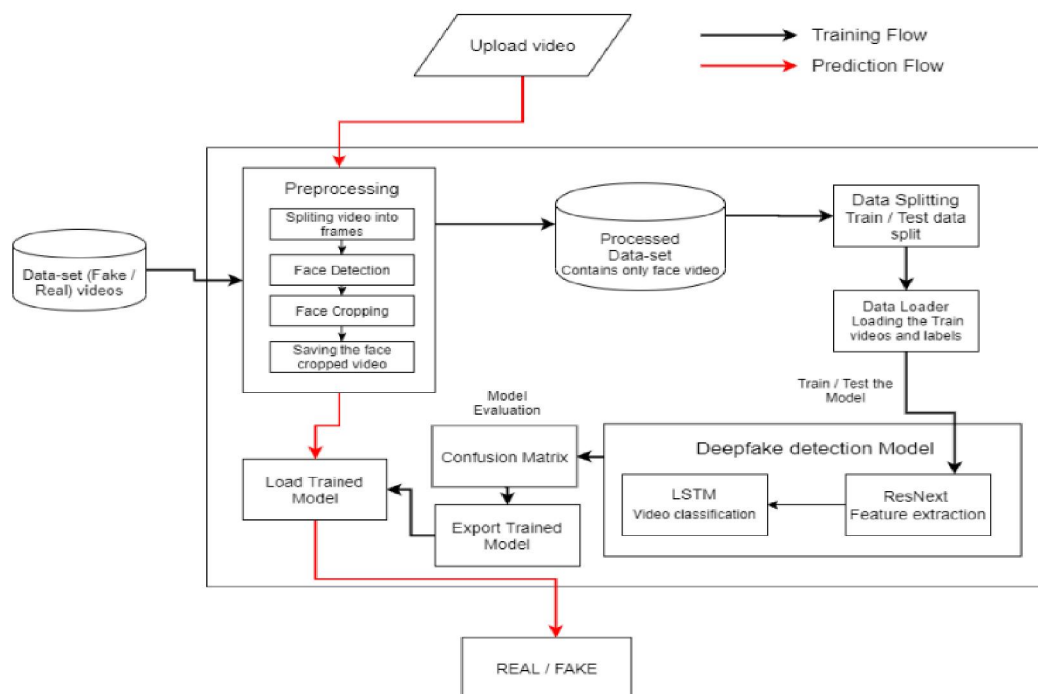 Upload video
Training Flow
Prediction Flow
Preprocessing
Spliting video into
frames
Face Detection
Face Cropping
Saving the face
cropped video
Data-set (Fake /
Real) videos
Processed
Data-set
Contains only face video
Data Splitting
Train / Test data
split
Data Loader
Loading the Train
videos and labels
Train / Test the
Model
Model
Evaluation
Confusion Matrix
Export Trained
Model
Load Trained
Model
Deepfake detection Model
LSTM
Video classification
ResNext
Feature extraction
REAL / FAKE